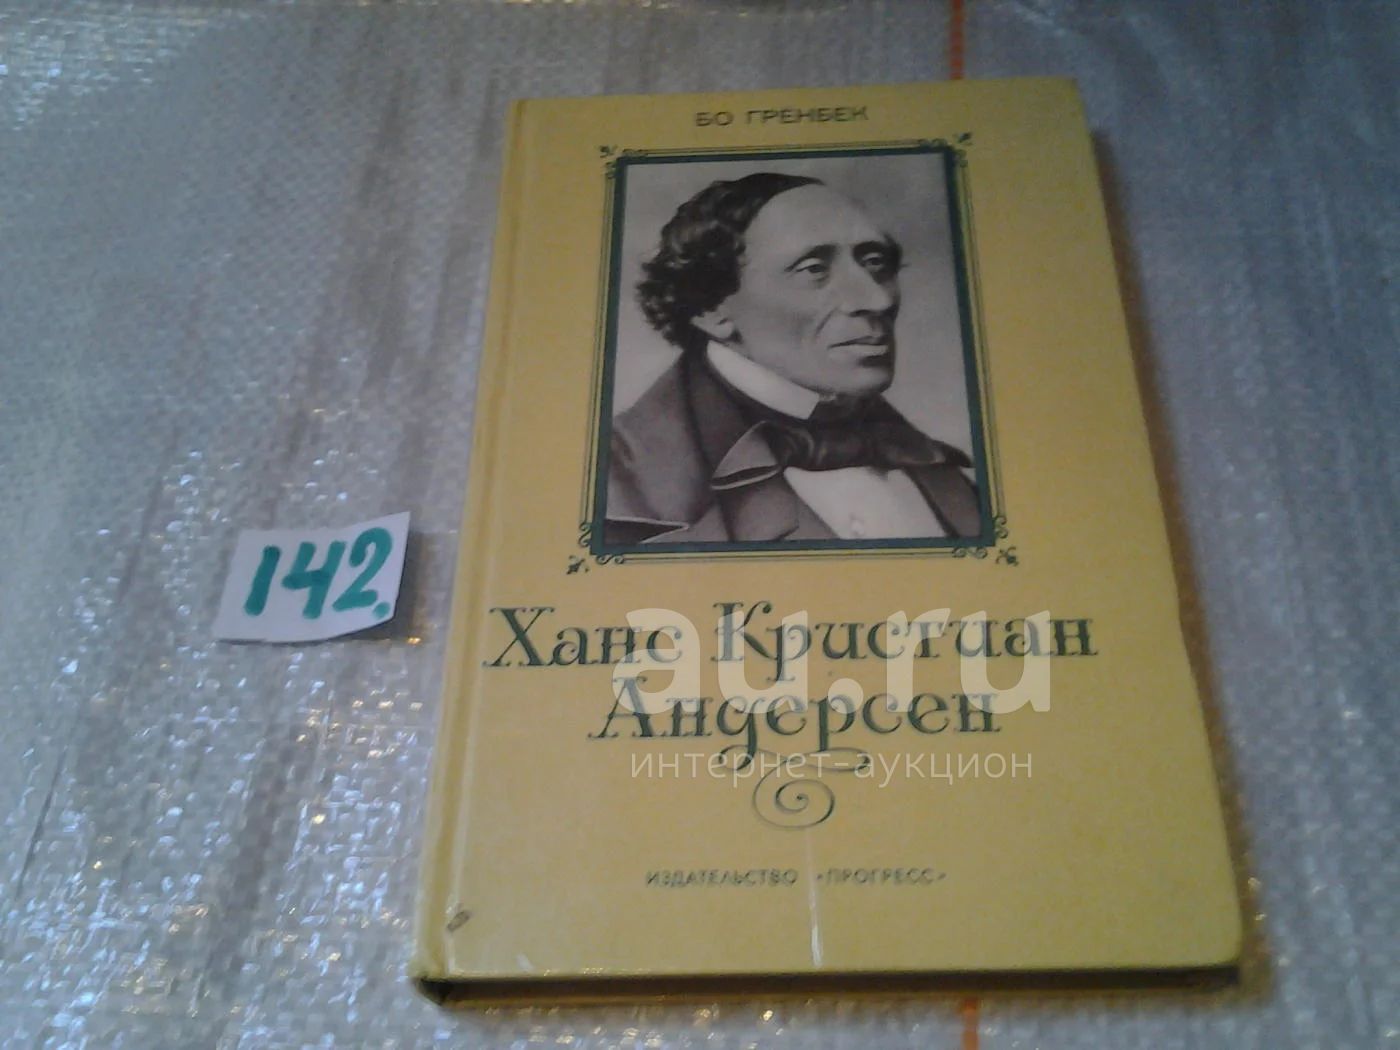 БО ГРЕНБЕК
142.
Ханс Кристиан
Андерсен
au.ru
интернет-аукцион
ИЗДАТЕЛЬСТВО «ПРОГРЕСС»